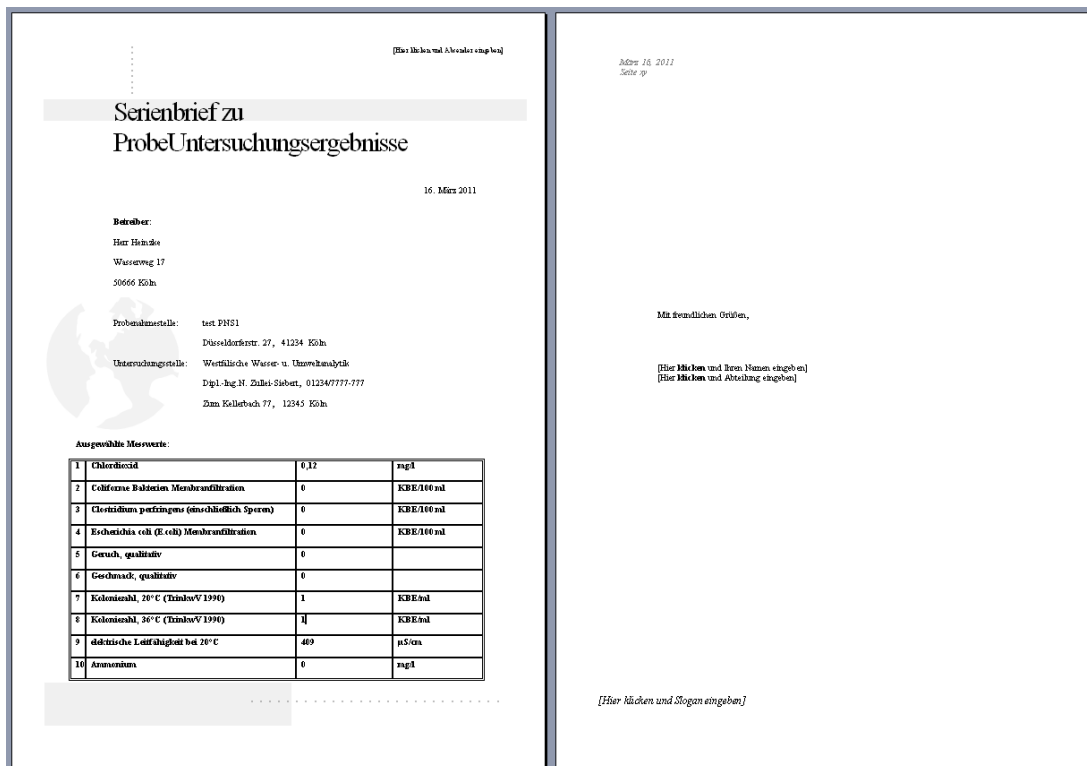 [Hier klicken und Absender eingeben]
Serienbrief zu
ProbeUntersuchungsergebnisse
16. März 2011
Betreiber:
Herr Heinzke
Wasserweg 17
50666 Köln
Probenahmestelle: test PNS1
Düsseldorferstr. 27, 41234 Köln
Untersuchungsstelle: Westfälische Wasser- u. Umweltanalytik
Dipl.-Ing.N. Zullei-Siebert, 01234/7777-777
Zum Kellerbach 77, 12345 Köln
Ausgewählte Messwerte:
1 Chlordioxid 0,12 mg/l
2 Coliforme Bakterien Membranfiltration 0 KBE/100 ml
3 Clostridium perfringens (einschließlich Sporen) 0 KBE/100 ml
4 Escherichia coli (E.coli) Membranfiltration 0 KBE/100 ml
5 Geruch, qualitativ 0
6 Geschmack, qualitativ 0
7 Koloniezahl, 20°C (TrinkwV 1990) 1 KBE/ml
8 Koloniezahl, 36°C (TrinkwV 1990) 1 KBE/ml
9 elektrische Leitfähigkeit bei 20°C 409 µS/cm
10 Ammonium 0 mg/l
März 16, 2011
Seite xy
Mit freundlichen Grüßen,
[Hier klicken und Ihren Namen eingeben]
[Hier klicken und Abteilung eingeben]
[Hier klicken und Slogan eingeben]